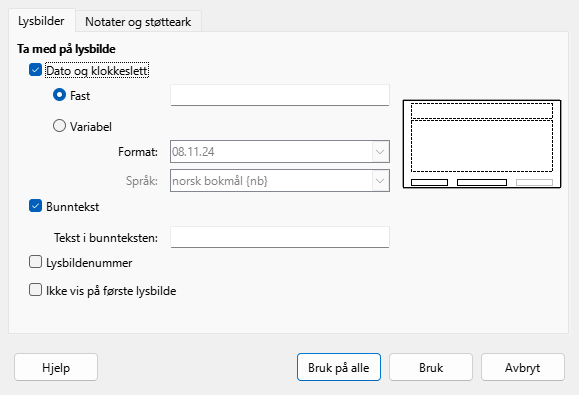 Lysbilder
Notater og støtteark
Ta med på lysbilde
Dato og klokkeslett
Fast
Variabel
Format:
08.11.24
Språk:
norsk bokmål {nb}
Bunntekst
Tekst i bunnteksten:
Lysbildenummer
Ikke vis på første lysbilde
Hjelp
Bruk på alle
Bruk
Avbryt